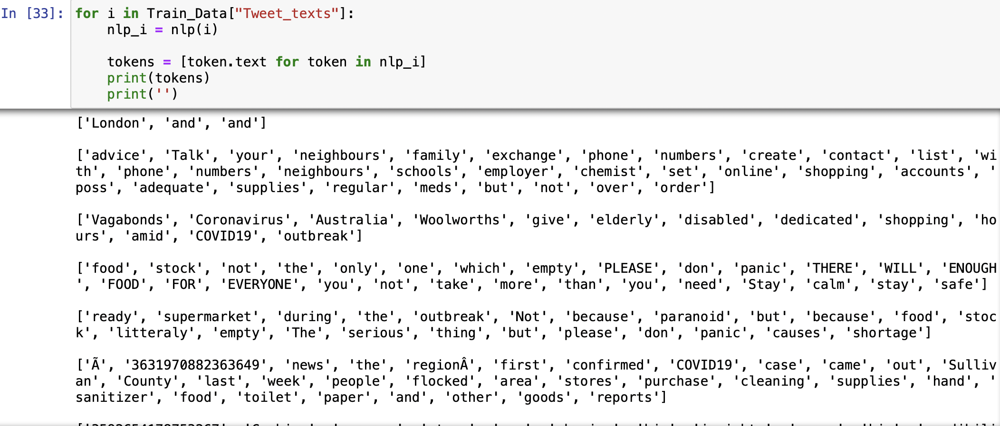 In [33]: for i in Train_Data["Tweet_texts"]:
nlp_i = nlp(i)
tokens = [token.text for token in nlp_i]
print(tokens)
print('')
['London', 'and', 'and']
['advice', 'Talk', 'your', 'neighbours', 'family', 'exchange', 'phone', 'numbers', 'create', 'contact', 'list', 'wi
th', 'phone', 'numbers', 'neighbours', 'schools', 'employer', 'chemist', 'set', 'online', 'shopping', 'accounts', '
poss', 'adequate', 'supplies', 'regular', 'meds', 'but', 'not', 'over', 'order']
['Vagabonds', 'Coronavirus', 'Australia', 'Woolworths', 'give', 'elderly', 'disabled', 'dedicated', 'shopping', 'ho
urs', 'amid', 'COVID19', 'outbreak']
['food', 'stock', 'not', 'the', 'only', 'one', 'which', 'empty', 'PLEASE', 'don', 'panic', 'THERE', 'WILL', 'ENOUGH
', 'FOOD', 'FOR', 'EVERYONE', 'you', 'not', 'take', 'more', 'than', 'you', 'need', 'Stay', 'calm', 'stay', 'safe']
['ready', 'supermarket', 'during', 'the', 'outbreak', 'Not', 'because', 'paranoid', 'but', 'because', 'food', 'stoc
k', 'litteraly', 'empty', 'The', 'serious', 'thing', 'but', 'please', 'don', 'panic', 'causes', 'shortage']
['Ã', '3631970882363649', 'news', 'the', 'regionÂ', 'first', 'confirmed', 'COVID19', 'case', 'came', 'out', 'Sulliv
an', 'County', 'last', 'week', 'people', 'flocked', 'area', 'stores', 'purchase', 'cleaning', 'supplies', 'hand', '
sanitizer', 'food', 'toilet', 'paper', 'and', 'other', 'goods', 'reports']